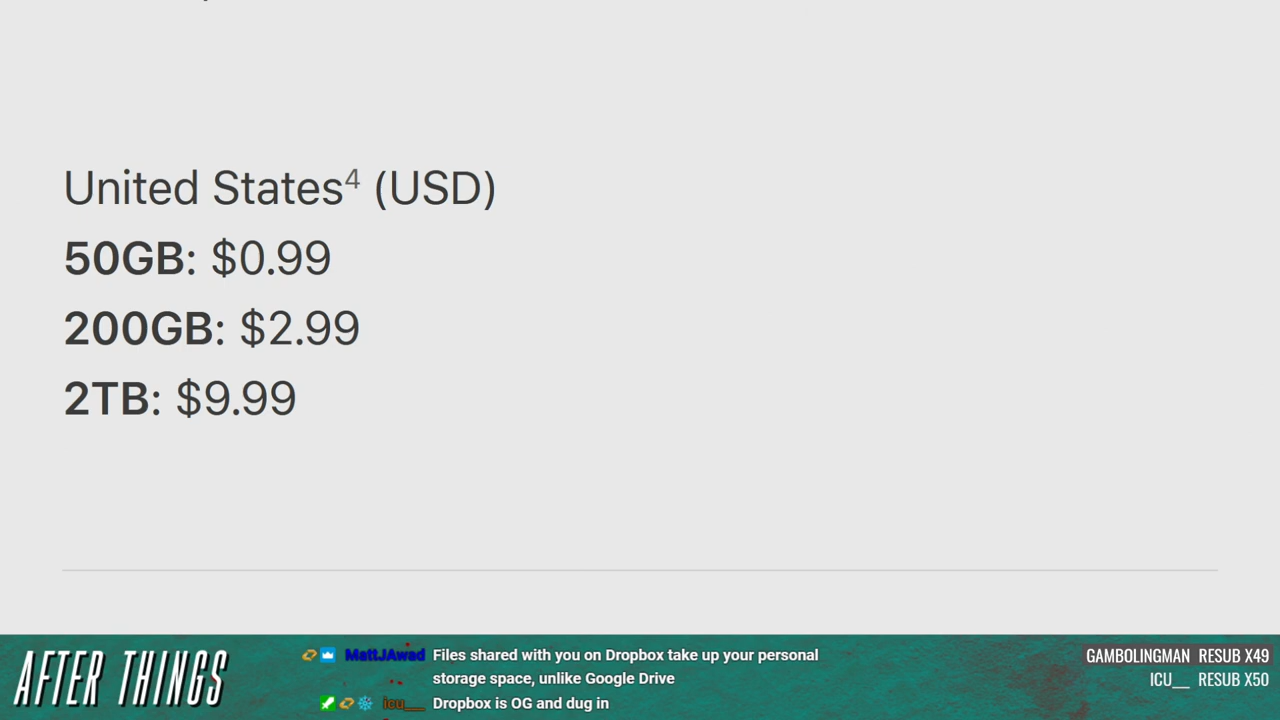 United States4 (USD)
50GB: $0.99
200GB: $2.99
2TB: $9.99
AFTER THINGS
MattJAwad Files shared with you on Dropbox take up your personal
storage space, unlike Google Drive
icu__ Dropbox is OG and dug in
GAMBOLINGMAN RESUB X49
ICU__ RESUB X50